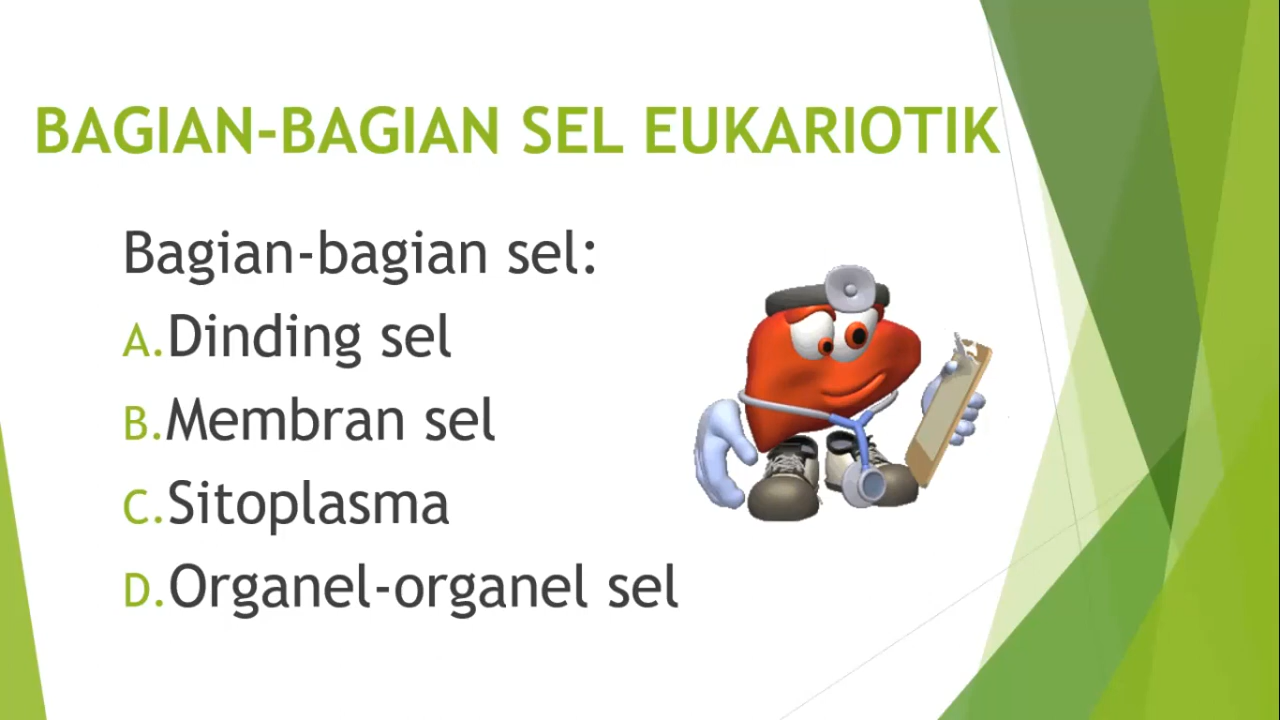 BAGIAN-BAGIAN SEL EUKARIOTIK
Bagian-bagian sel:
A.Dinding sel
B.Membran sel
C.Sitoplasma
D.Organel-organel sel